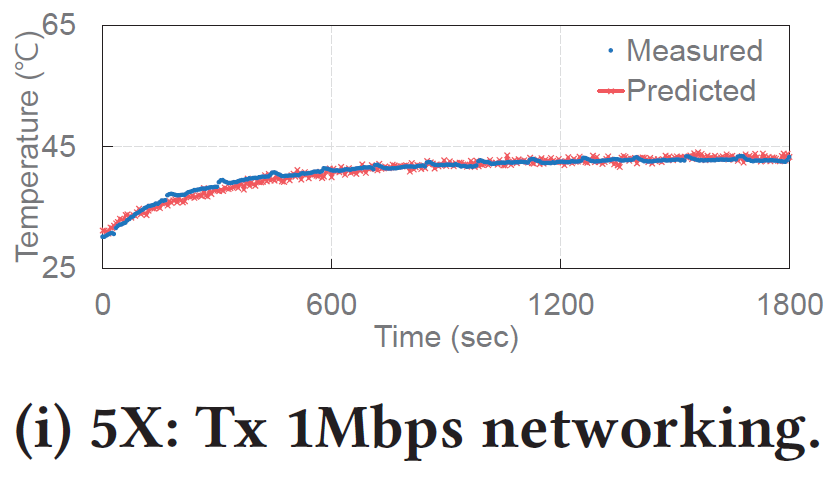 65
Measured
Predicted
45
Temperature (°C)
25
0 600 1200 1800
Time (sec)
(i) 5X: Tx 1Mbps networking.